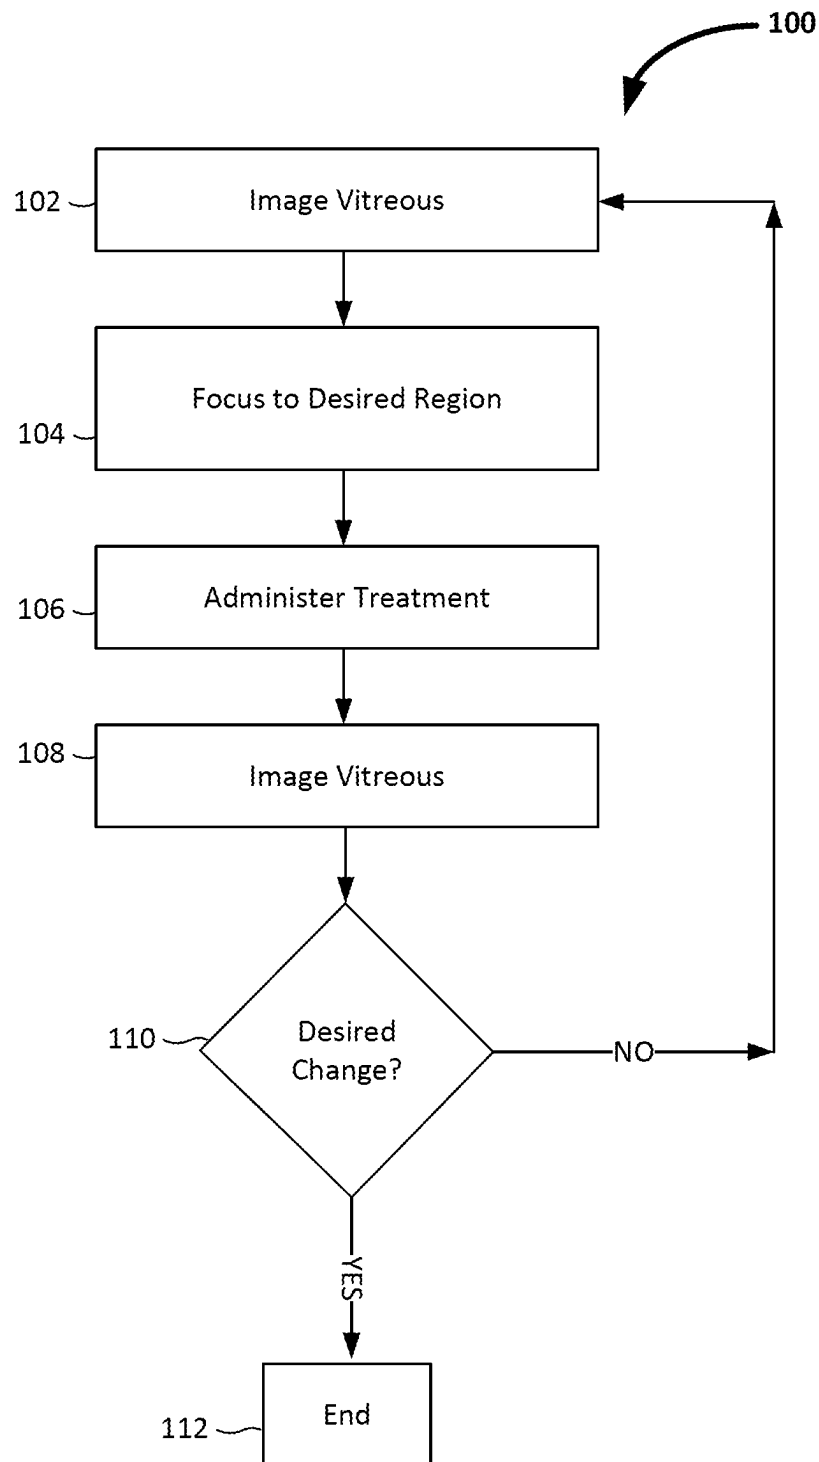 100
102
Image Vitreous
104
Focus to Desired Region
106
Administer Treatment
108
Image Vitreous
110
Desired
Change?
NO
YES
112
End